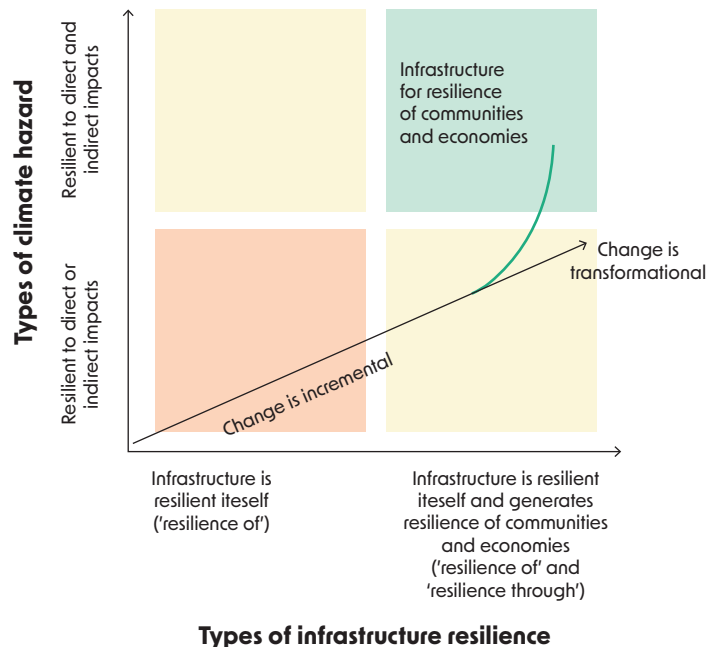 Types of climate hazard
Resilient to direct and
indirect impacts
Resilient to direct or
indirect impacts
Infrastructure
for resilience
of communities
and economies
Change is
transformational
Change is incremental
Infrastructure is
resilient iteself
('resilience of')
Infrastructure is resilient
iteself and generates
resilience of communities
and economies
('resilience of' and
'resilience through')
Types of infrastructure resilience